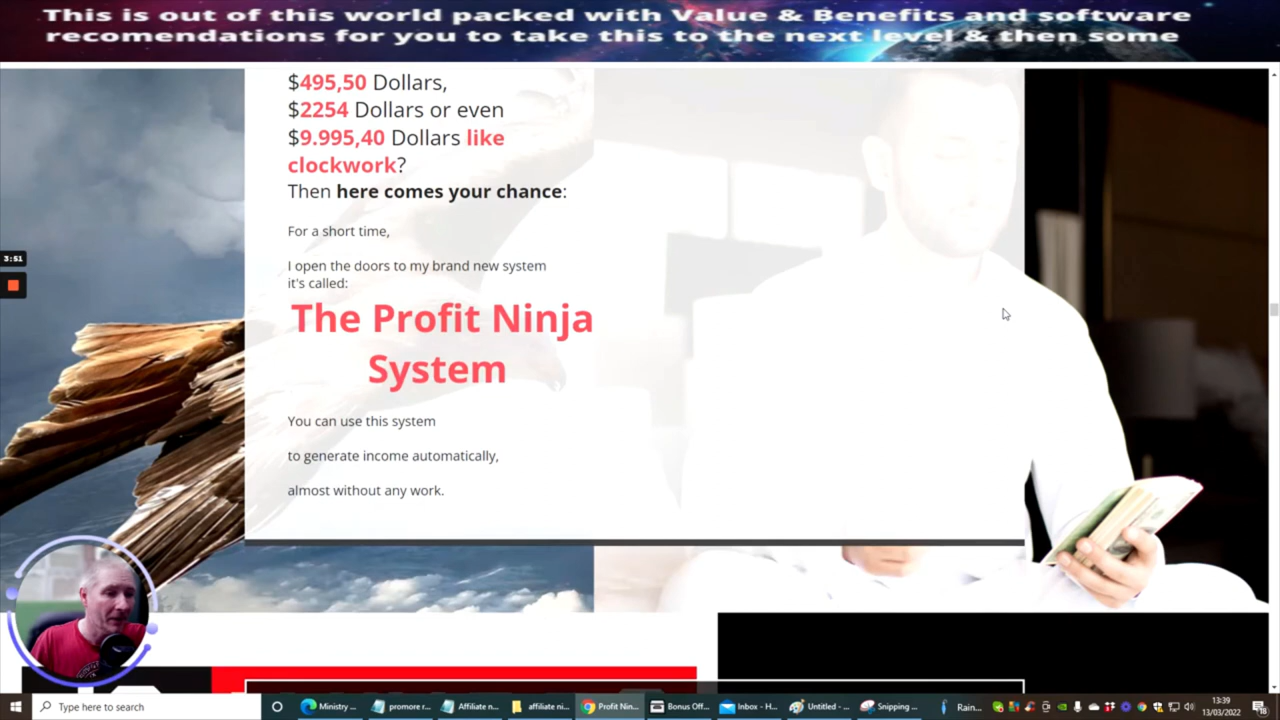 This is out of this world packed with Value & Benefits and software
recomendations for you to take this to the next level & then some
$495,50 Dollars,
$2254 Dollars or even
$9.995,40 Dollars like
clockwork?
Then here comes your chance:
For a short time,
I open the doors to my brand new system
it's called:
The Profit Ninja
System
You can use this system
to generate income automatically,
almost without any work.
3:51
Type here to search
Ministry ...
promore r...
Affiliate n...
affiliate ni...
Profit Nin...
Bonus Off...
Inbox - H...
Untitled - ...
Snipping ...
Rain...
13:39
13/03/2022
18